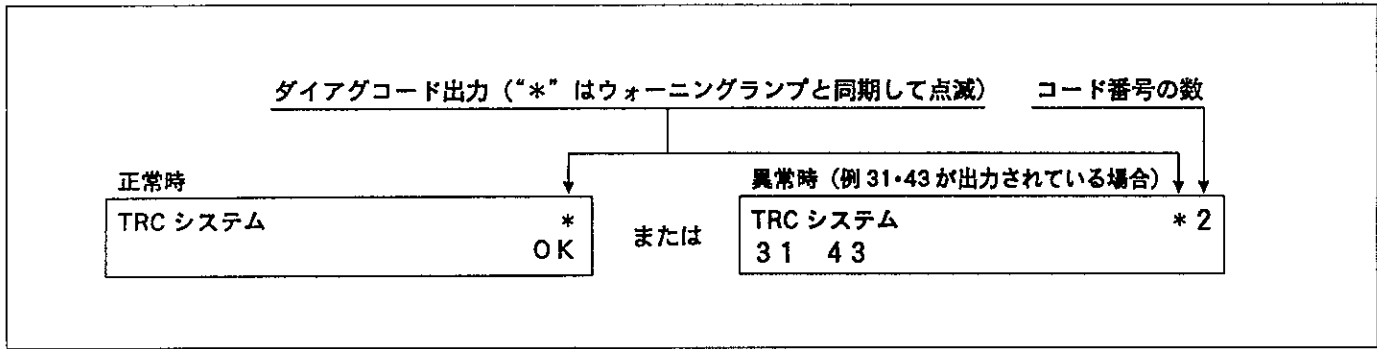 ダイアグコード出力（“＊”はウォーニングランプと同期して点滅）　コード番号の数
正常時
TRC システム　＊
OK
または
異常時（例 31・43 が出力されている場合）
TRC システム　＊2
31　43